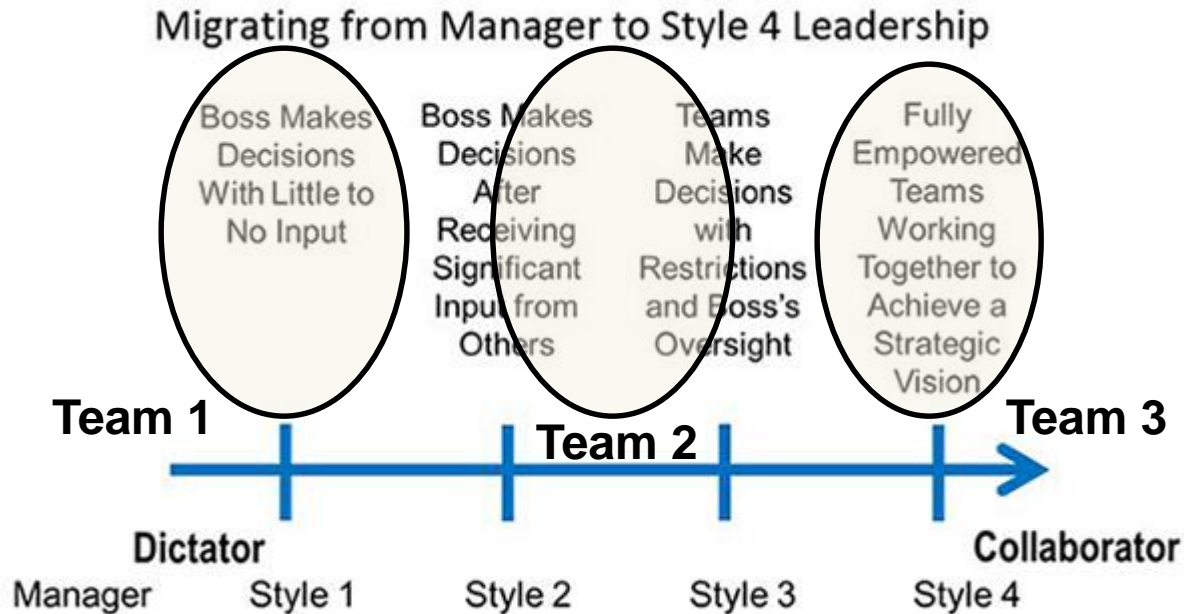 Migrating from Manager to Style 4 Leadership
Boss Makes
Decisions
With Little to
No Input
Boss Makes
Decisions
After
Receiving
Significant
Input from
Others
Teams
Make
Decisions
with
Restrictions
and Boss's
Oversight
Fully
Empowered
Teams
Working
Together to
Achieve a
Strategic
Vision
Team 1
Team 2
Team 3
Dictator
Collaborator
Manager
Style 1
Style 2
Style 3
Style 4